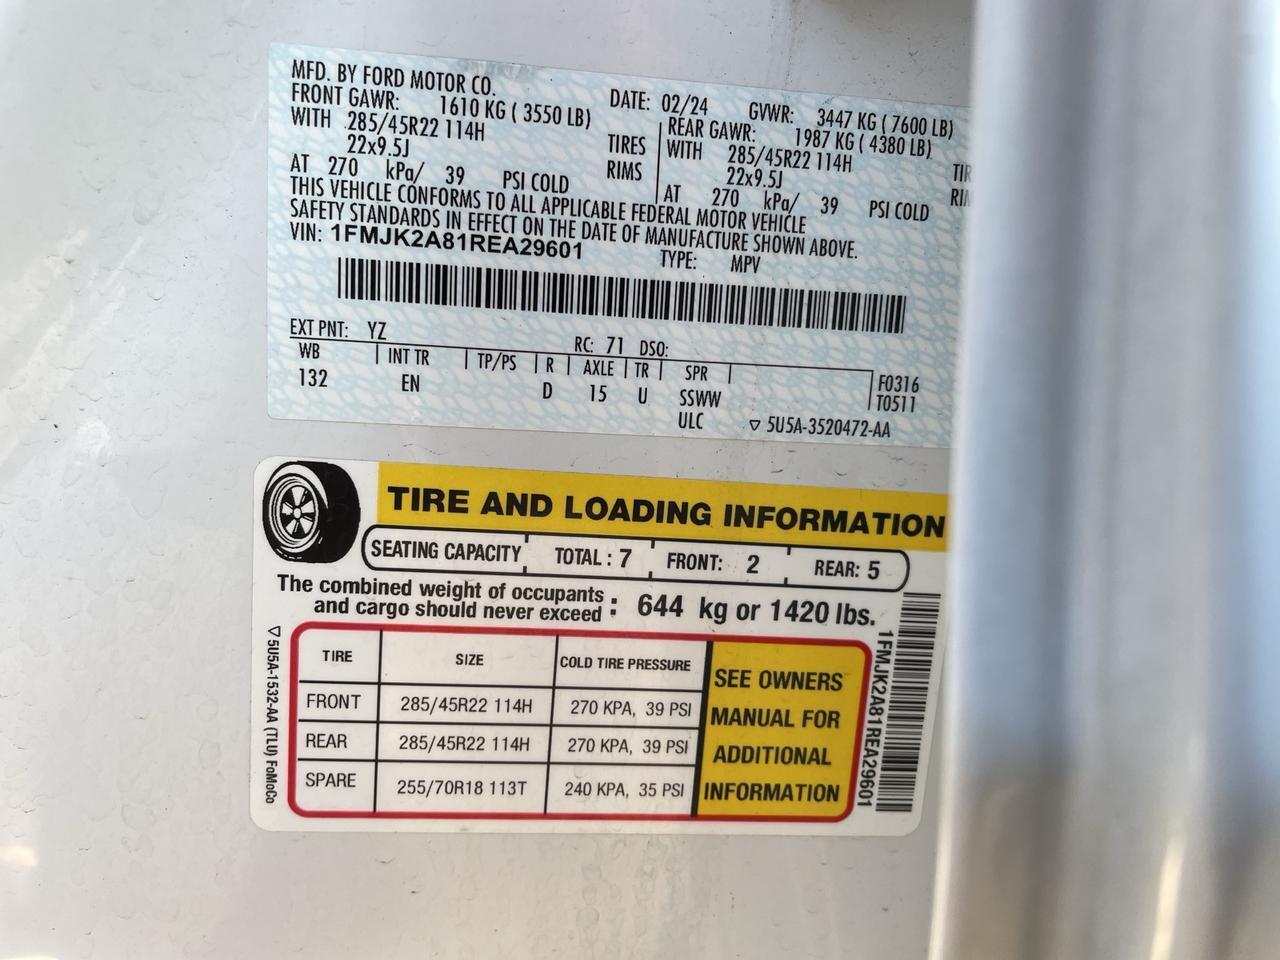 MFD. BY FORD MOTOR CO.
DATE: 02/24 GVWR: 3447 KG ( 7600 LB)
FRONT GAWR: 1610 KG ( 3550 LB)
WITH 285/45R22 114H TIRES
22x9.5J RIMS
AT 270 kPa/ 39 PSI COLD
REAR GAWR: 1987 KG ( 4380 LB)
WITH 285/45R22 114H TIR
22x9.5J RI
AT 270 kPa/ 39 PSI COLD
THIS VEHICLE CONFORMS TO ALL APPLICABLE FEDERAL MOTOR VEHICLE
SAFETY STANDARDS IN EFFECT ON THE DATE OF MANUFACTURE SHOWN ABOVE.
VIN: 1FMJK2A81REA29601
TYPE: MPV
EXT PNT: YZ RC: 71 DSO:
WB INT TR TP/PS R AXLE TR SPR
132 EN D 15 U SSWW
ULC
F0316
T0511
▽ 5U5A-3520472-AA
TIRE AND LOADING INFORMATION
SEATING CAPACITY TOTAL : 7 FRONT: 2 REAR: 5
The combined weight of occupants
and cargo should never exceed : 644 kg or 1420 lbs.
TIRE SIZE COLD TIRE PRESSURE
FRONT 285/45R22 114H 270 KPA, 39 PSI
REAR 285/45R22 114H 270 KPA, 39 PSI
SPARE 255/70R18 113T 240 KPA, 35 PSI
SEE OWNERS
MANUAL FOR
ADDITIONAL
INFORMATION
▽ 5U5A-1532-AA (TLU) FoMoCo
1FMJK2A81REA29601